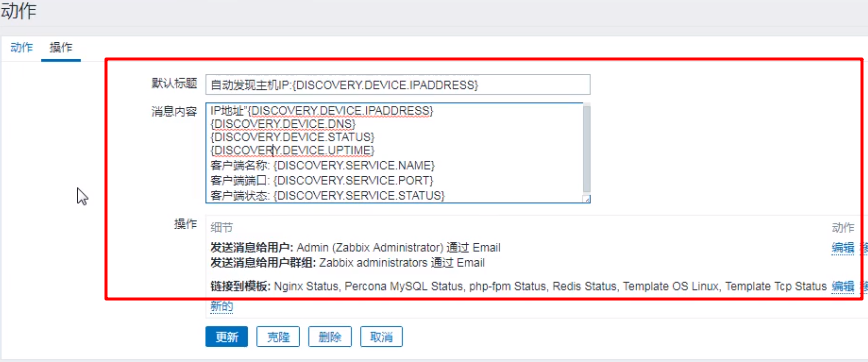 动作
动作 操作
默认标题 自动发现主机IP:{DISCOVERY.DEVICE.IPADDRESS}
消息内容 IP地址"{DISCOVERY.DEVICE.IPADDRESS}
{DISCOVERY.DEVICE.DNS}
{DISCOVERY.DEVICE.STATUS}
{DISCOVERY.DEVICE.UPTIME}
客户端名称: {DISCOVERY.SERVICE.NAME}
客户端端口: {DISCOVERY.SERVICE.PORT}
客户端状态: {DISCOVERY.SERVICE.STATUS}
操作 细节 动作
发送消息给用户: Admin (Zabbix Administrator) 通过 Email 编辑
发送消息给用户群组: Zabbix administrators 通过 Email
链接到模板: Nginx Status, Percona MySQL Status, php-fpm Status, Redis Status, Template OS Linux, Template Tcp Status 编辑
新的
更新 克隆 删除 取消